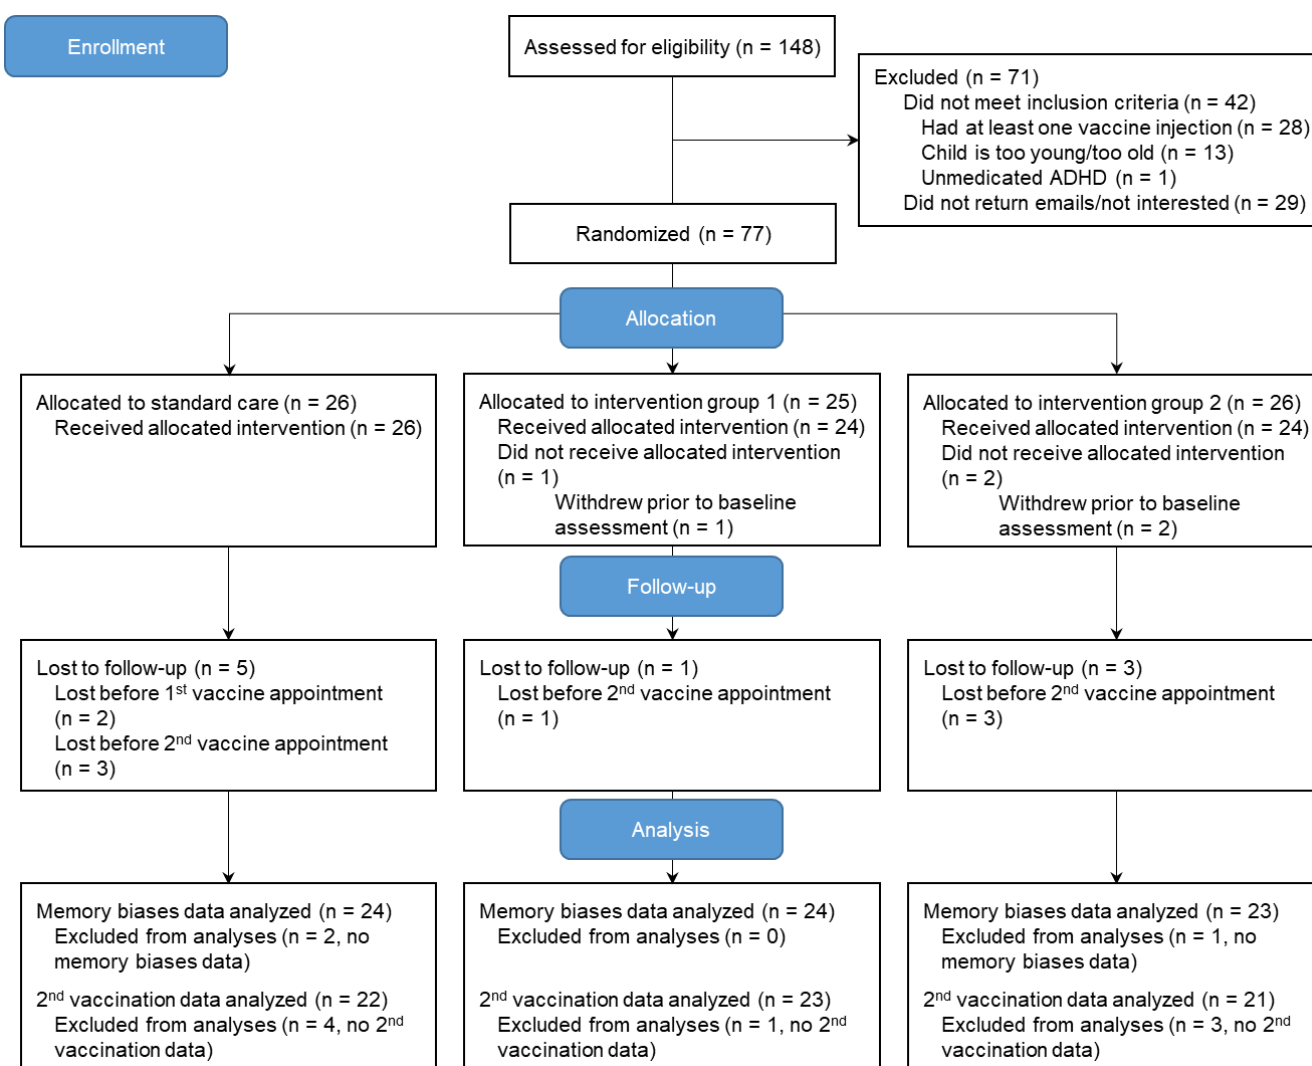 Enrollment
Assessed for eligibility (n = 148)
Excluded (n = 71)
Did not meet inclusion criteria (n = 42)
Had at least one vaccine injection (n = 28)
Child is too young/too old (n = 13)
Unmedicated ADHD (n = 1)
Did not return emails/not interested (n = 29)
Randomized (n = 77)
Allocation
Allocated to standard care (n = 26)
Received allocated intervention (n = 26)
Allocated to intervention group 1 (n = 25)
Received allocated intervention (n = 24)
Did not receive allocated intervention
(n = 1)
Withdrew prior to baseline
assessment (n = 1)
Allocated to intervention group 2 (n = 26)
Received allocated intervention (n = 24)
Did not receive allocated intervention
(n = 2)
Withdrew prior to baseline
assessment (n = 2)
Follow-up
Lost to follow-up (n = 5)
Lost before 1st vaccine appointment
(n = 2)
Lost before 2nd vaccine appointment
(n = 3)
Lost to follow-up (n = 1)
Lost before 2nd vaccine appointment
(n = 1)
Lost to follow-up (n = 3)
Lost before 2nd vaccine appointment
(n = 3)
Analysis
Memory biases data analyzed (n = 24)
Excluded from analyses (n = 2, no
memory biases data)
2nd vaccination data analyzed (n = 22)
Excluded from analyses (n = 4, no 2nd
vaccination data)
Memory biases data analyzed (n = 24)
Excluded from analyses (n = 0)
2nd vaccination data analyzed (n = 23)
Excluded from analyses (n = 1, no 2nd
vaccination data)
Memory biases data analyzed (n = 23)
Excluded from analyses (n = 1, no
memory biases data)
2nd vaccination data analyzed (n = 21)
Excluded from analyses (n = 3, no 2nd
vaccination data)